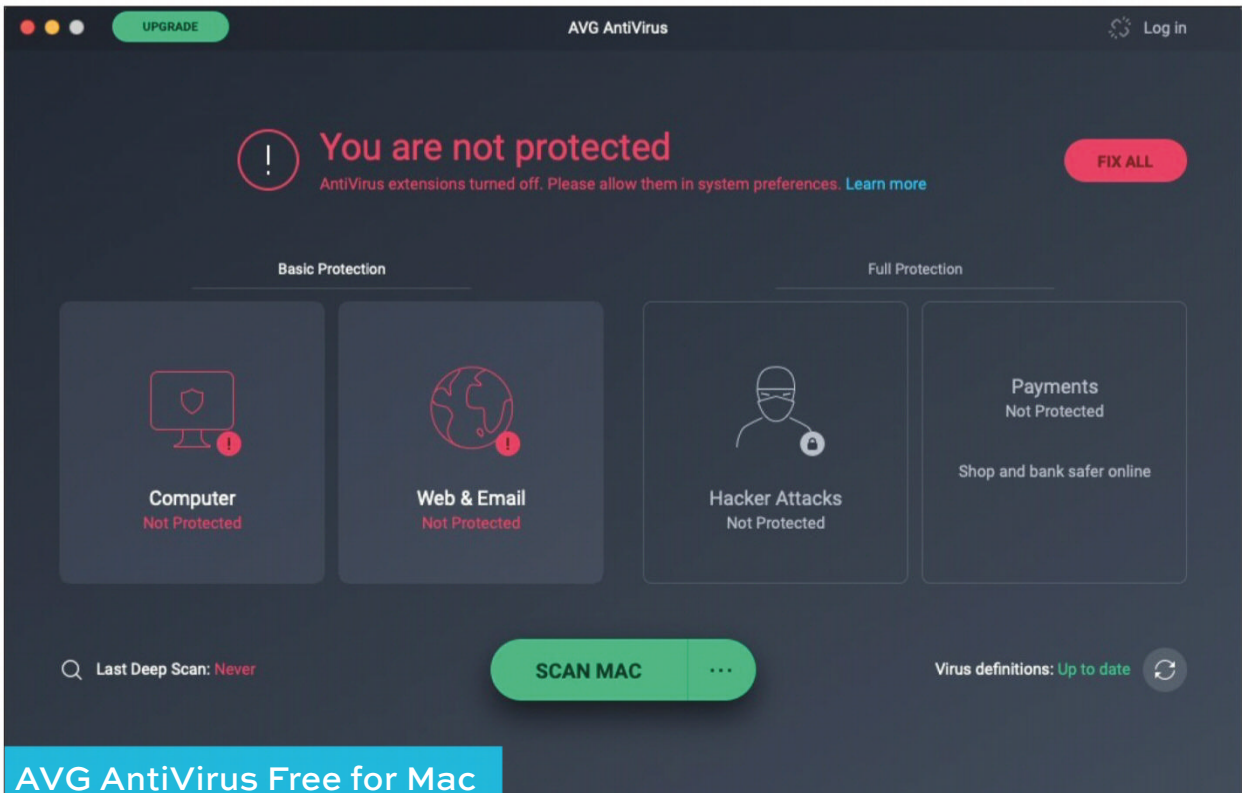 UPGRADE
AVG AntiVirus
Log in
You are not protected
AntiVirus extensions turned off. Please allow them in system preferences. Learn more
FIX ALL
Basic Protection
Full Protection
Computer
Not Protected
Web & Email
Not Protected
Hacker Attacks
Not Protected
Payments
Not Protected
Shop and bank safer online
Last Deep Scan: Never
SCAN MAC
Virus definitions: Up to date
AVG AntiVirus Free for Mac